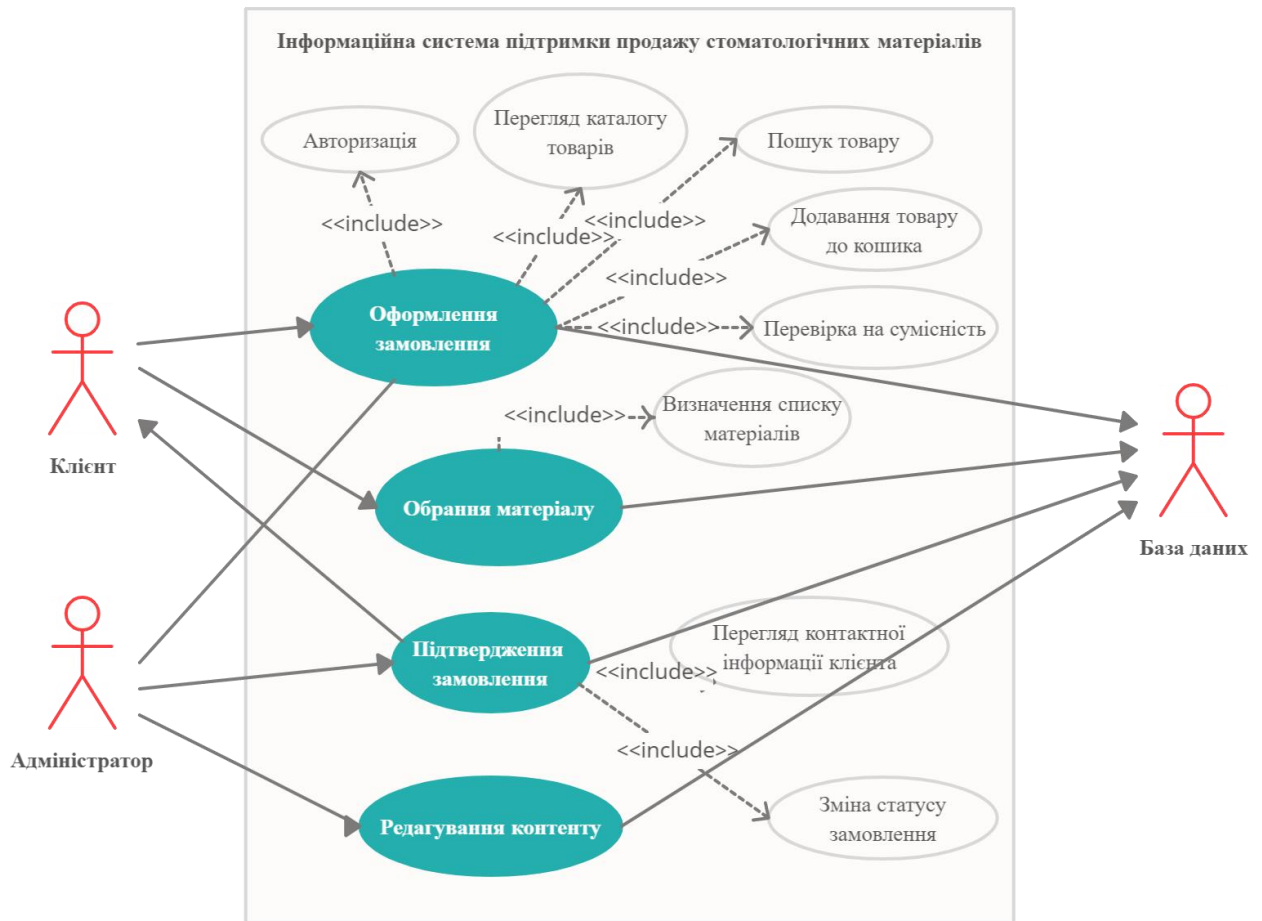 Інформаційна система підтримки продажу стоматологічних матеріалів
Авторизація
Перегляд каталогу
товарів
Пошук товару
<<include>>
<<include>>
<<include>>
Додавання товару
до кошика
<<include>>
Оформлення
замовлення
<<include>>
Перевірка на сумісність
Клієнт
<<include>>
Визначення списку
матеріалів
Обрання матеріалу
База даних
Підтвердження
замовлення
Перегляд контактної
інформації клієнта
<<include>>
Адміністратор
<<include>>
Редагування контенту
Зміна статусу
замовлення